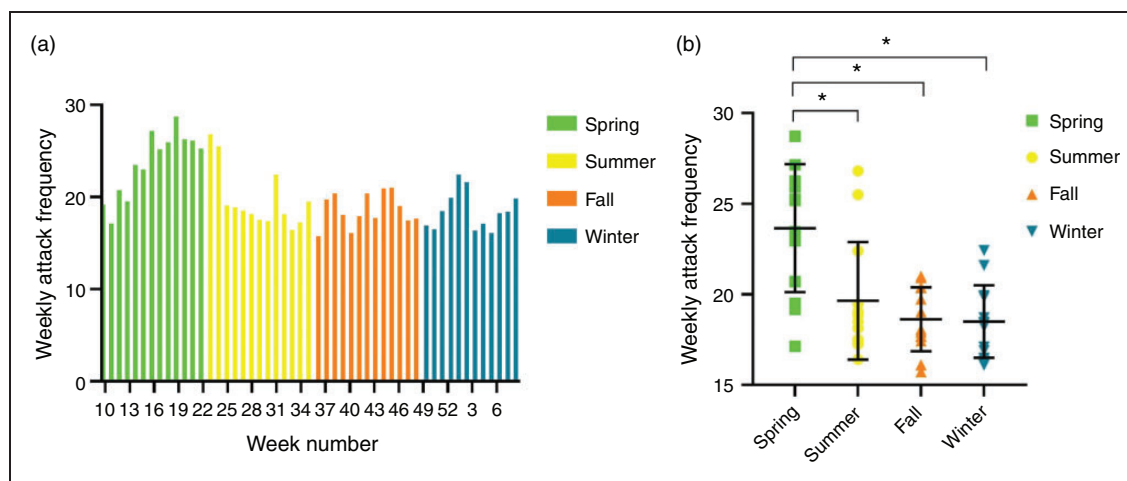 (a)
30
20
10
0
Weekly attack frequency
10 13 16 19 22 25 28 31 34 37 40 43 46 49 52 3 6
Week number
Spring
Summer
Fall
Winter
(b)
*
*
*
30
25
20
15
Weekly attack frequency
Spring
Summer
Fall
Winter
Spring
Summer
Fall
Winter